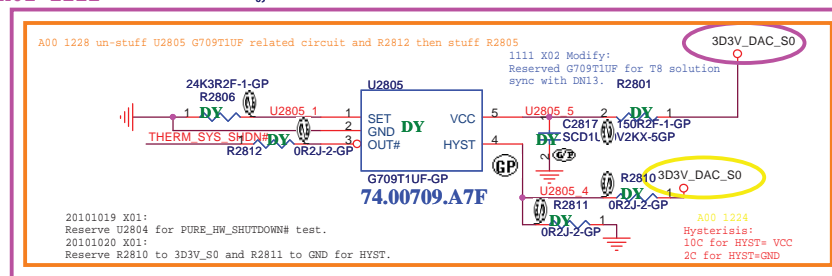 A00 1228 un-stuff U2805 G709T1UF related circuit and R2812 then stuff R2805
1111 X02 Modify:
Reserved G709T1UF for T8 solution
sync with DN13.
3D3V_DAC_S0
24K3R2F-1-GP
R2806
U2805
R2801
1 DY 2
U2805_1
1 SET
VCC 5
U2805_5
2 DY 1
150R2F-1-GP
2 GND
DY
C2817
DY
THERM_SYS_SHDN#
1 DY 2
3 OUT#
HYST 4
R2812
0R2J-2-GP
GP
G709T1UF-GP
74.00709.A7F
R2810
3D3V_DAC_S0
U2805_4
2 DY 1
R2811
0R2J-2-GP
DY 1
0R2J-2-GP
20101019 X01:
Reserve U2804 for PURE_HW_SHUTDOWN# test.
20101020 X01:
Reserve R2810 to 3D3V_S0 and R2811 to GND for HYST.
A00 1224
Hysterisis:
10C for HYST= VCC
2C for HYST=GND